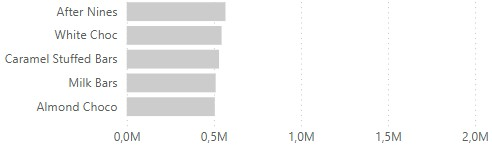 After Nines
White Choc
Caramel Stuffed Bars
Milk Bars
Almond Choco
0,0M 0,5M 1,0M 1,5M 2,0M